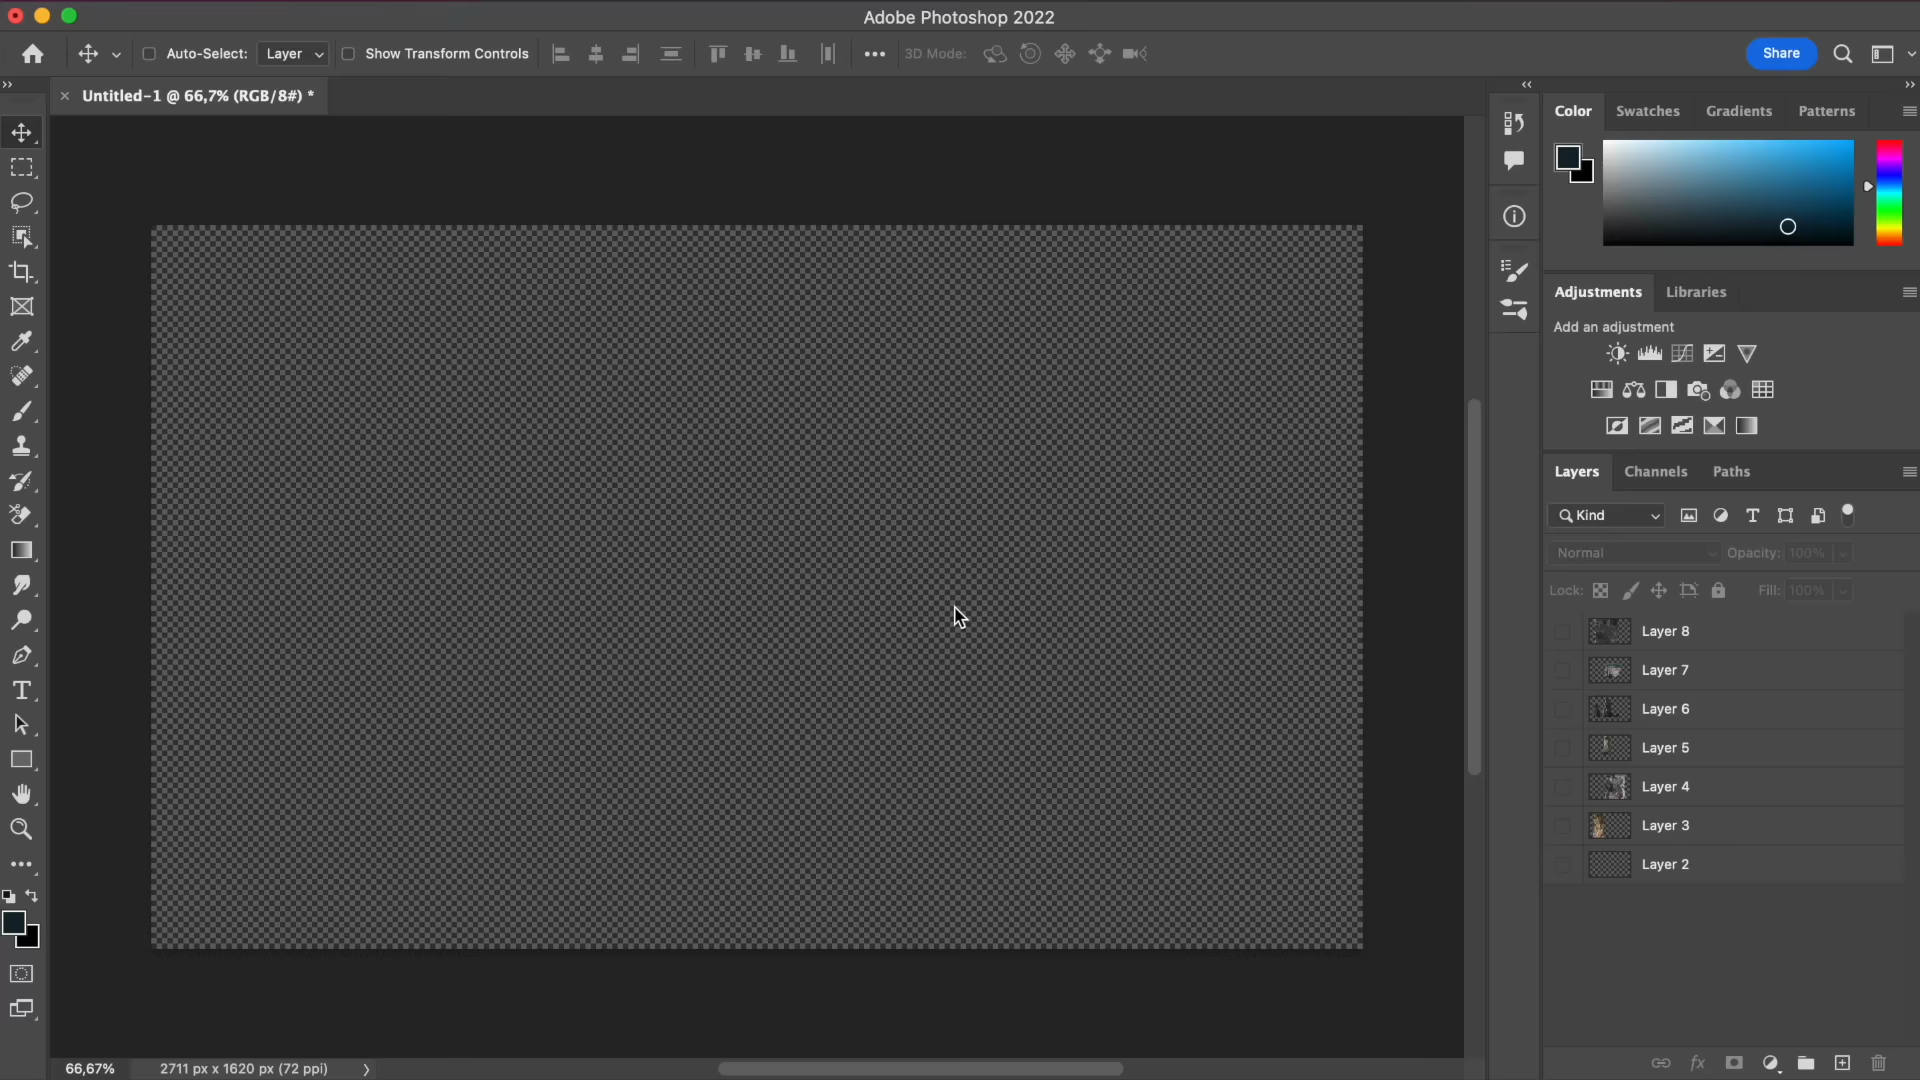 Adobe Photoshop 2022
Auto-Select: Layer Show Transform Controls 3D Mode: Share
Untitled-1 @ 66,7% (RGB/8#) *
Color Swatches Gradients Patterns
Adjustments Libraries
Add an adjustment
Layers Channels Paths
Kind
Normal Opacity: 100%
Lock: Fill: 100%
Layer 8
Layer 7
Layer 6
Layer 5
Layer 4
Layer 3
Layer 2
fx
66,67% 2711 px x 1620 px (72 ppi)